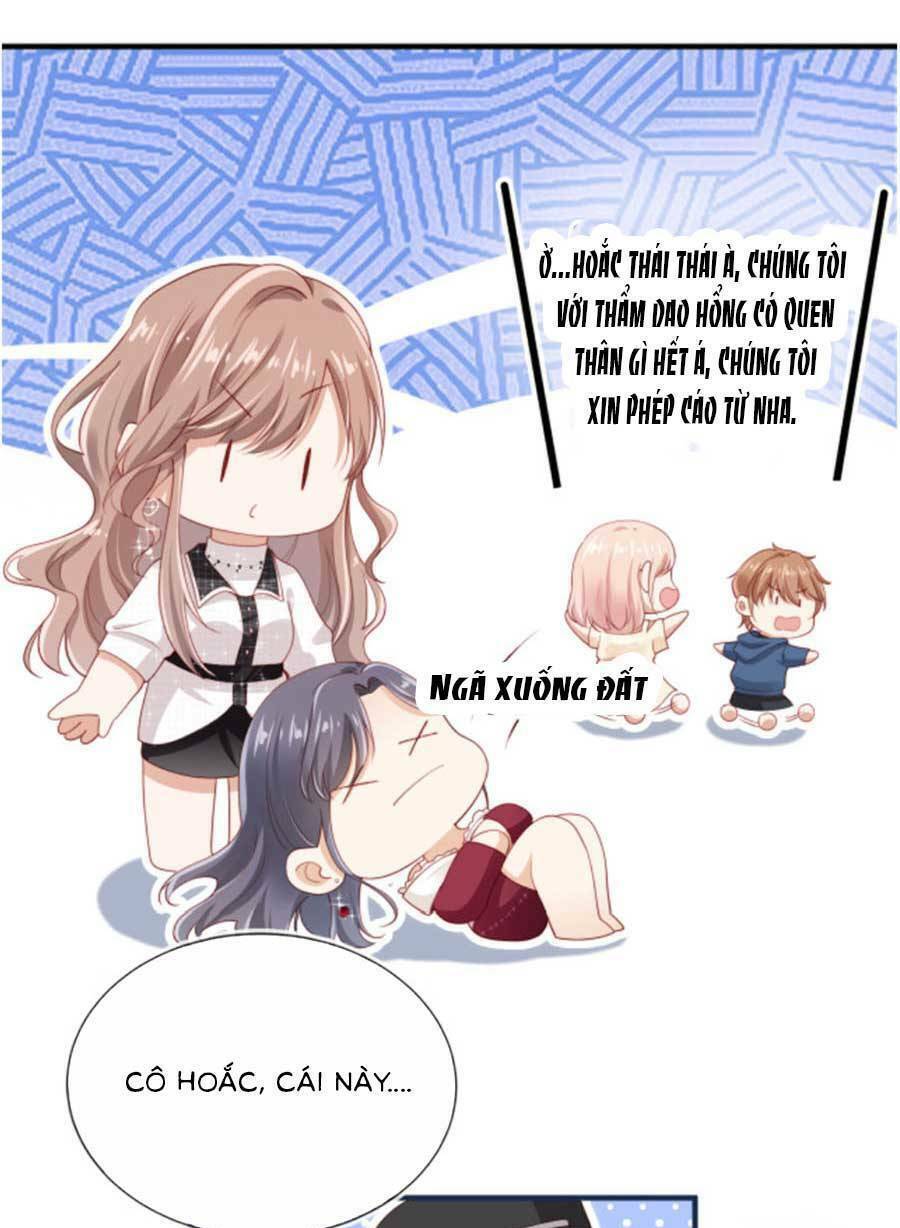 Ờ...HOẮC THÁI THÁI À, CHÚNG TÔI
VỚI THẨM DAO HỔNG CÓ QUEN
THÂN GÌ HẾT Á, CHÚNG TÔI
XIN PHÉP CÁO TỪ NHA.
NGÃ XUỐNG ĐẤT
CÔ HOẮC, CÁI NÀY....